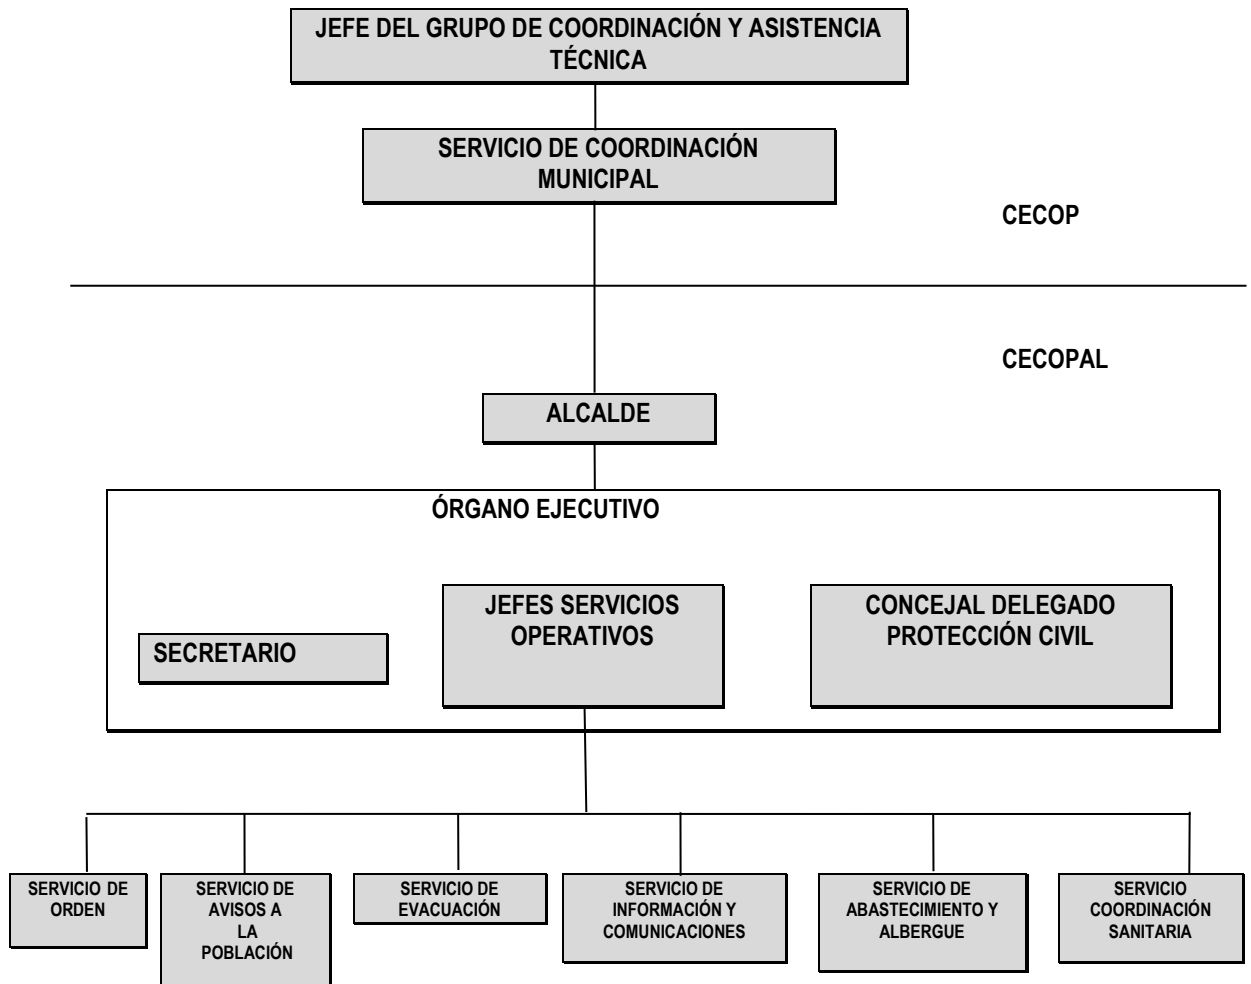 JEFE DEL GRUPO DE COORDINACIÓN Y ASISTENCIA
TÉCNICA
SERVICIO DE COORDINACIÓN
MUNICIPAL
CECOP
CECOPAL
ALCALDE
ÓRGANO EJECUTIVO
SECRETARIO
JEFES SERVICIOS
OPERATIVOS
CONCEJAL DELEGADO
PROTECCIÓN CIVIL
SERVICIO DE
ORDEN
SERVICIO DE
AVISOS A
LA
POBLACIÓN
SERVICIO DE
EVACUACIÓN
SERVICIO DE
INFORMACIÓN Y
COMUNICACIONES
SERVICIO DE
ABASTECIMIENTO Y
ALBERGUE
SERVICIO
COORDINACIÓN
SANITARIA